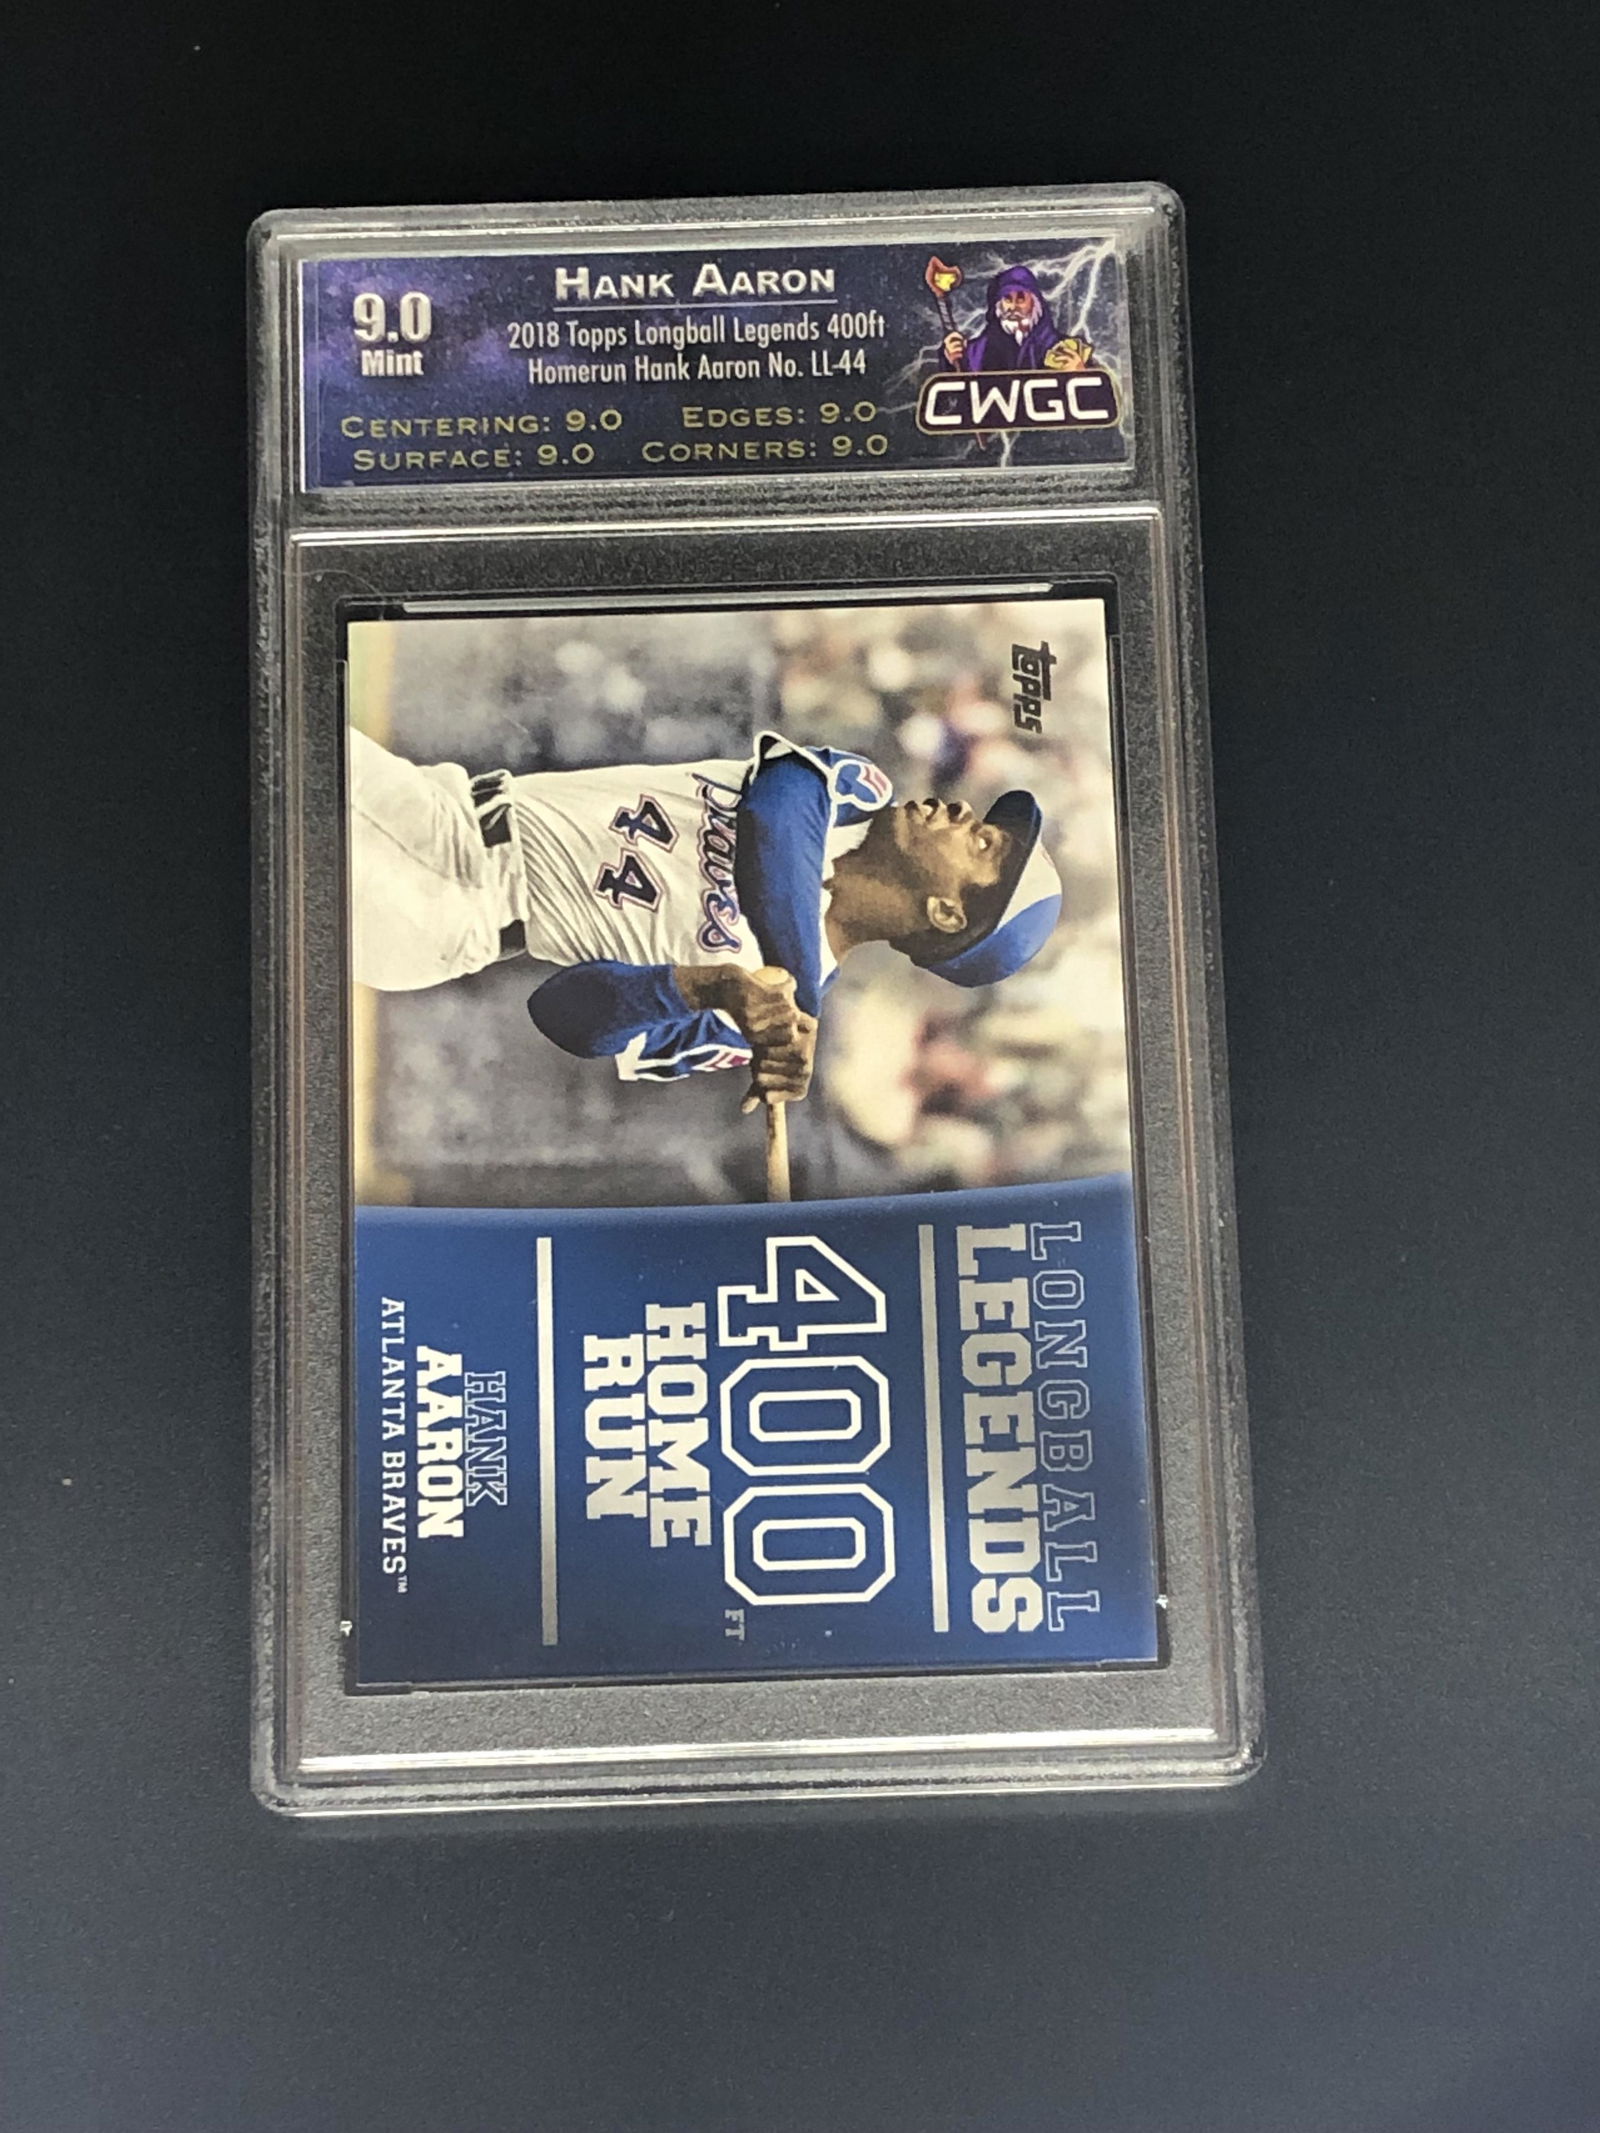 9.0
Mint
HANK AARON
2018 Topps Longball Legends 400ft
Homerun Hank Aaron No. LL-44
CENTERING: 9.0 EDGES: 9.0
SURFACE: 9.0 CORNERS: 9.0
CWGC
topps
Braves
44
LONGBALL
LEGENDS
400 FT
HOME
RUN
HANK
AARON
ATLANTA BRAVES™